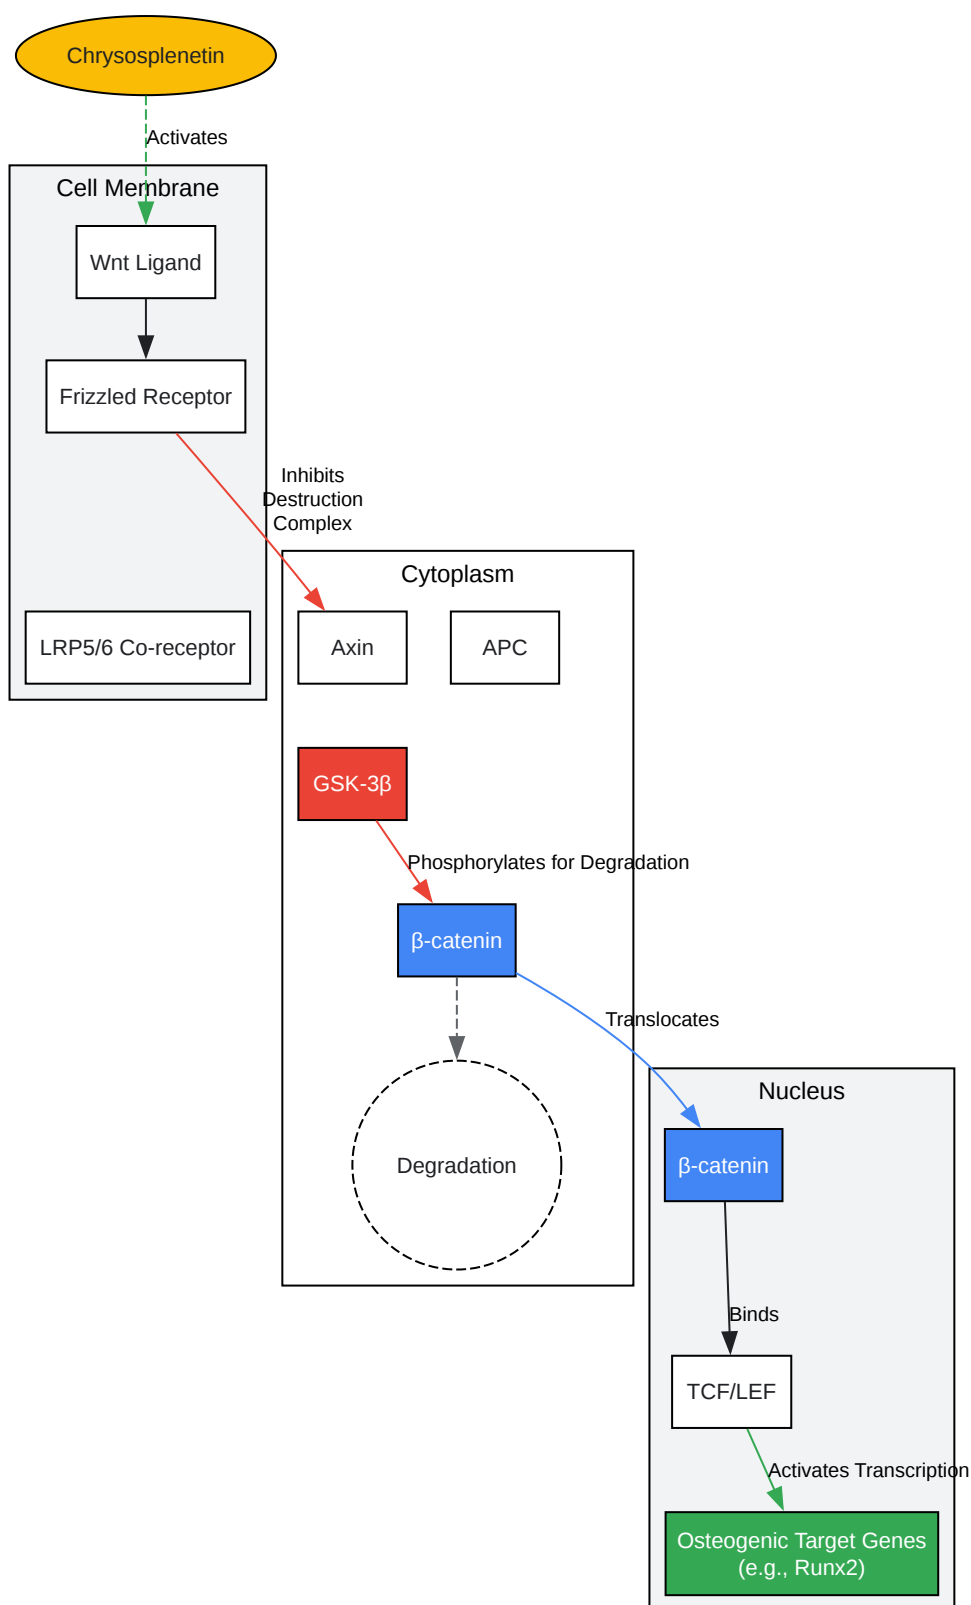 Chrysosplenetin
Activates
Cell Membrane
Wnt Ligand
Frizzled Receptor
Inhibits
Destruction
Complex
Cytoplasm
LRP5/6 Co-receptor
Axin
APC
GSK-3β
Phosphorylates for Degradation
β-catenin
Translocates
Degradation
Nucleus
β-catenin
Binds
TCF/LEF
Activates Transcription
Osteogenic Target Genes
(e.g., Runx2)